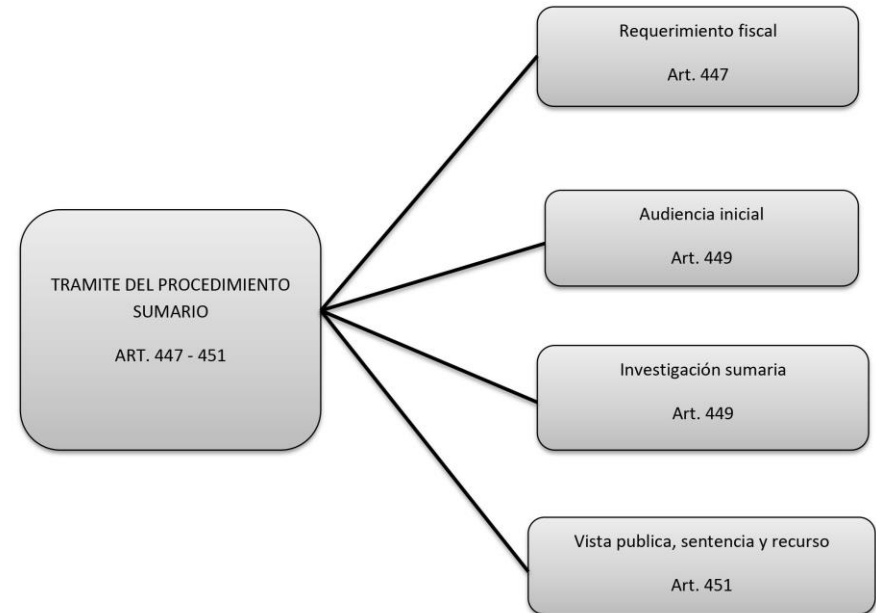 TRAMITE DEL PROCEDIMIENTO
SUMARIO
ART. 447 - 451
Requerimiento fiscal
Art. 447
Audiencia inicial
Art. 449
Investigación sumaria
Art. 449
Vista publica, sentencia y recurso
Art. 451